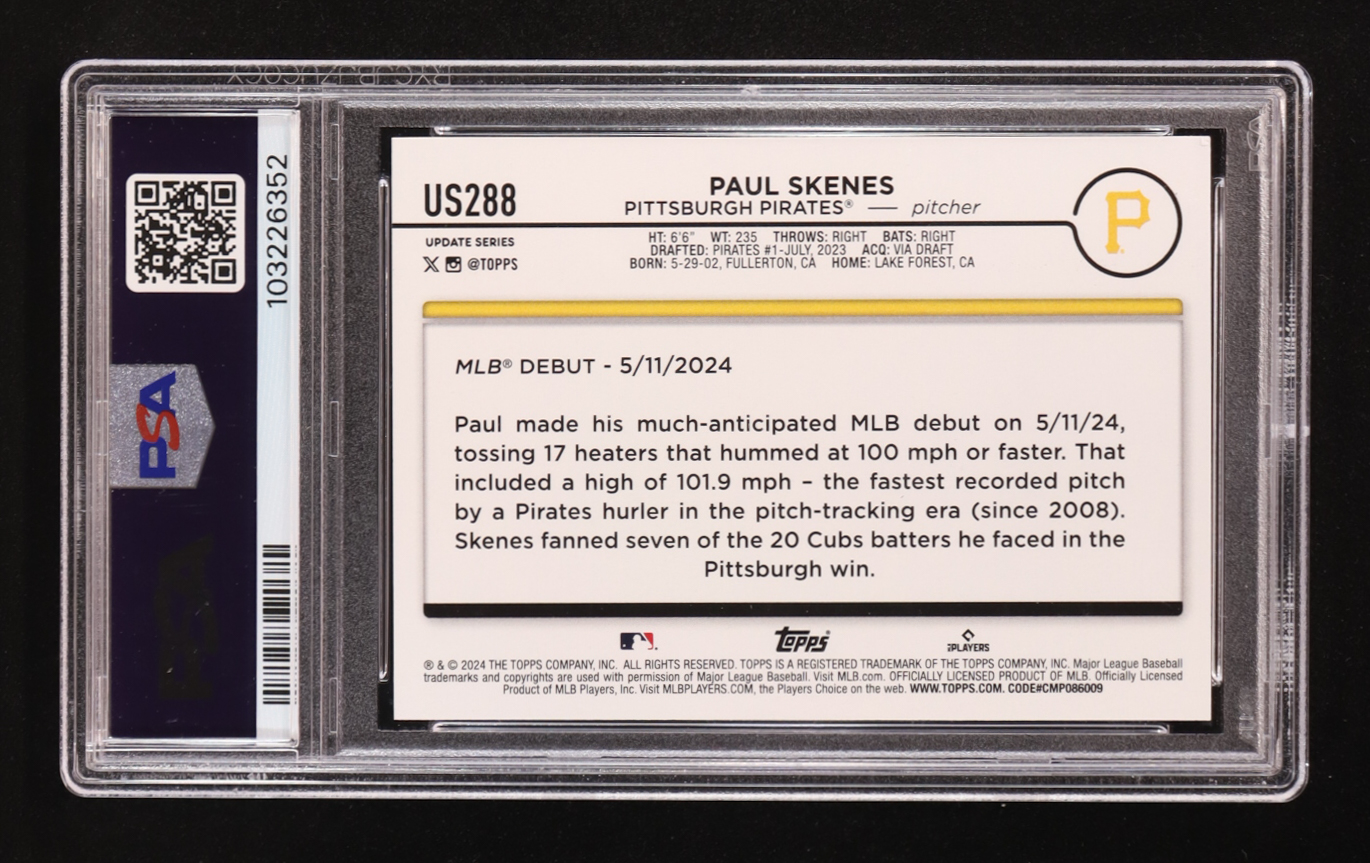 103226352
PSA
US288
UPDATE SERIES
@TOPPS
PAUL SKENES
PITTSBURGH PIRATES® — pitcher
HT: 6'6" WT: 235 THROWS: RIGHT BATS: RIGHT
DRAFTED: PIRATES #1-JULY, 2023 ACQ: VIA DRAFT
BORN: 5-29-02, FULLERTON, CA HOME: LAKE FOREST, CA
P
MLB® DEBUT - 5/11/2024
Paul made his much-anticipated MLB debut on 5/11/24,
tossing 17 heaters that hummed at 100 mph or faster. That
included a high of 101.9 mph – the fastest recorded pitch
by a Pirates hurler in the pitch-tracking era (since 2008).
Skenes fanned seven of the 20 Cubs batters he faced in the
Pittsburgh win.
Topps
PLAYERS
® & © 2024 THE TOPPS COMPANY, INC. ALL RIGHTS RESERVED. TOPPS IS A REGISTERED TRADEMARK OF THE TOPPS COMPANY, INC. Major League Baseball
trademarks and copyrights are used with permission of Major League Baseball. Visit MLB.com. OFFICIALLY LICENSED PRODUCT OF MLB. Officially Licensed
Product of MLB Players, Inc. Visit MLBPLAYERS.COM, the Players Choice on the web. WWW.TOPPS.COM. CODE#CMP086009